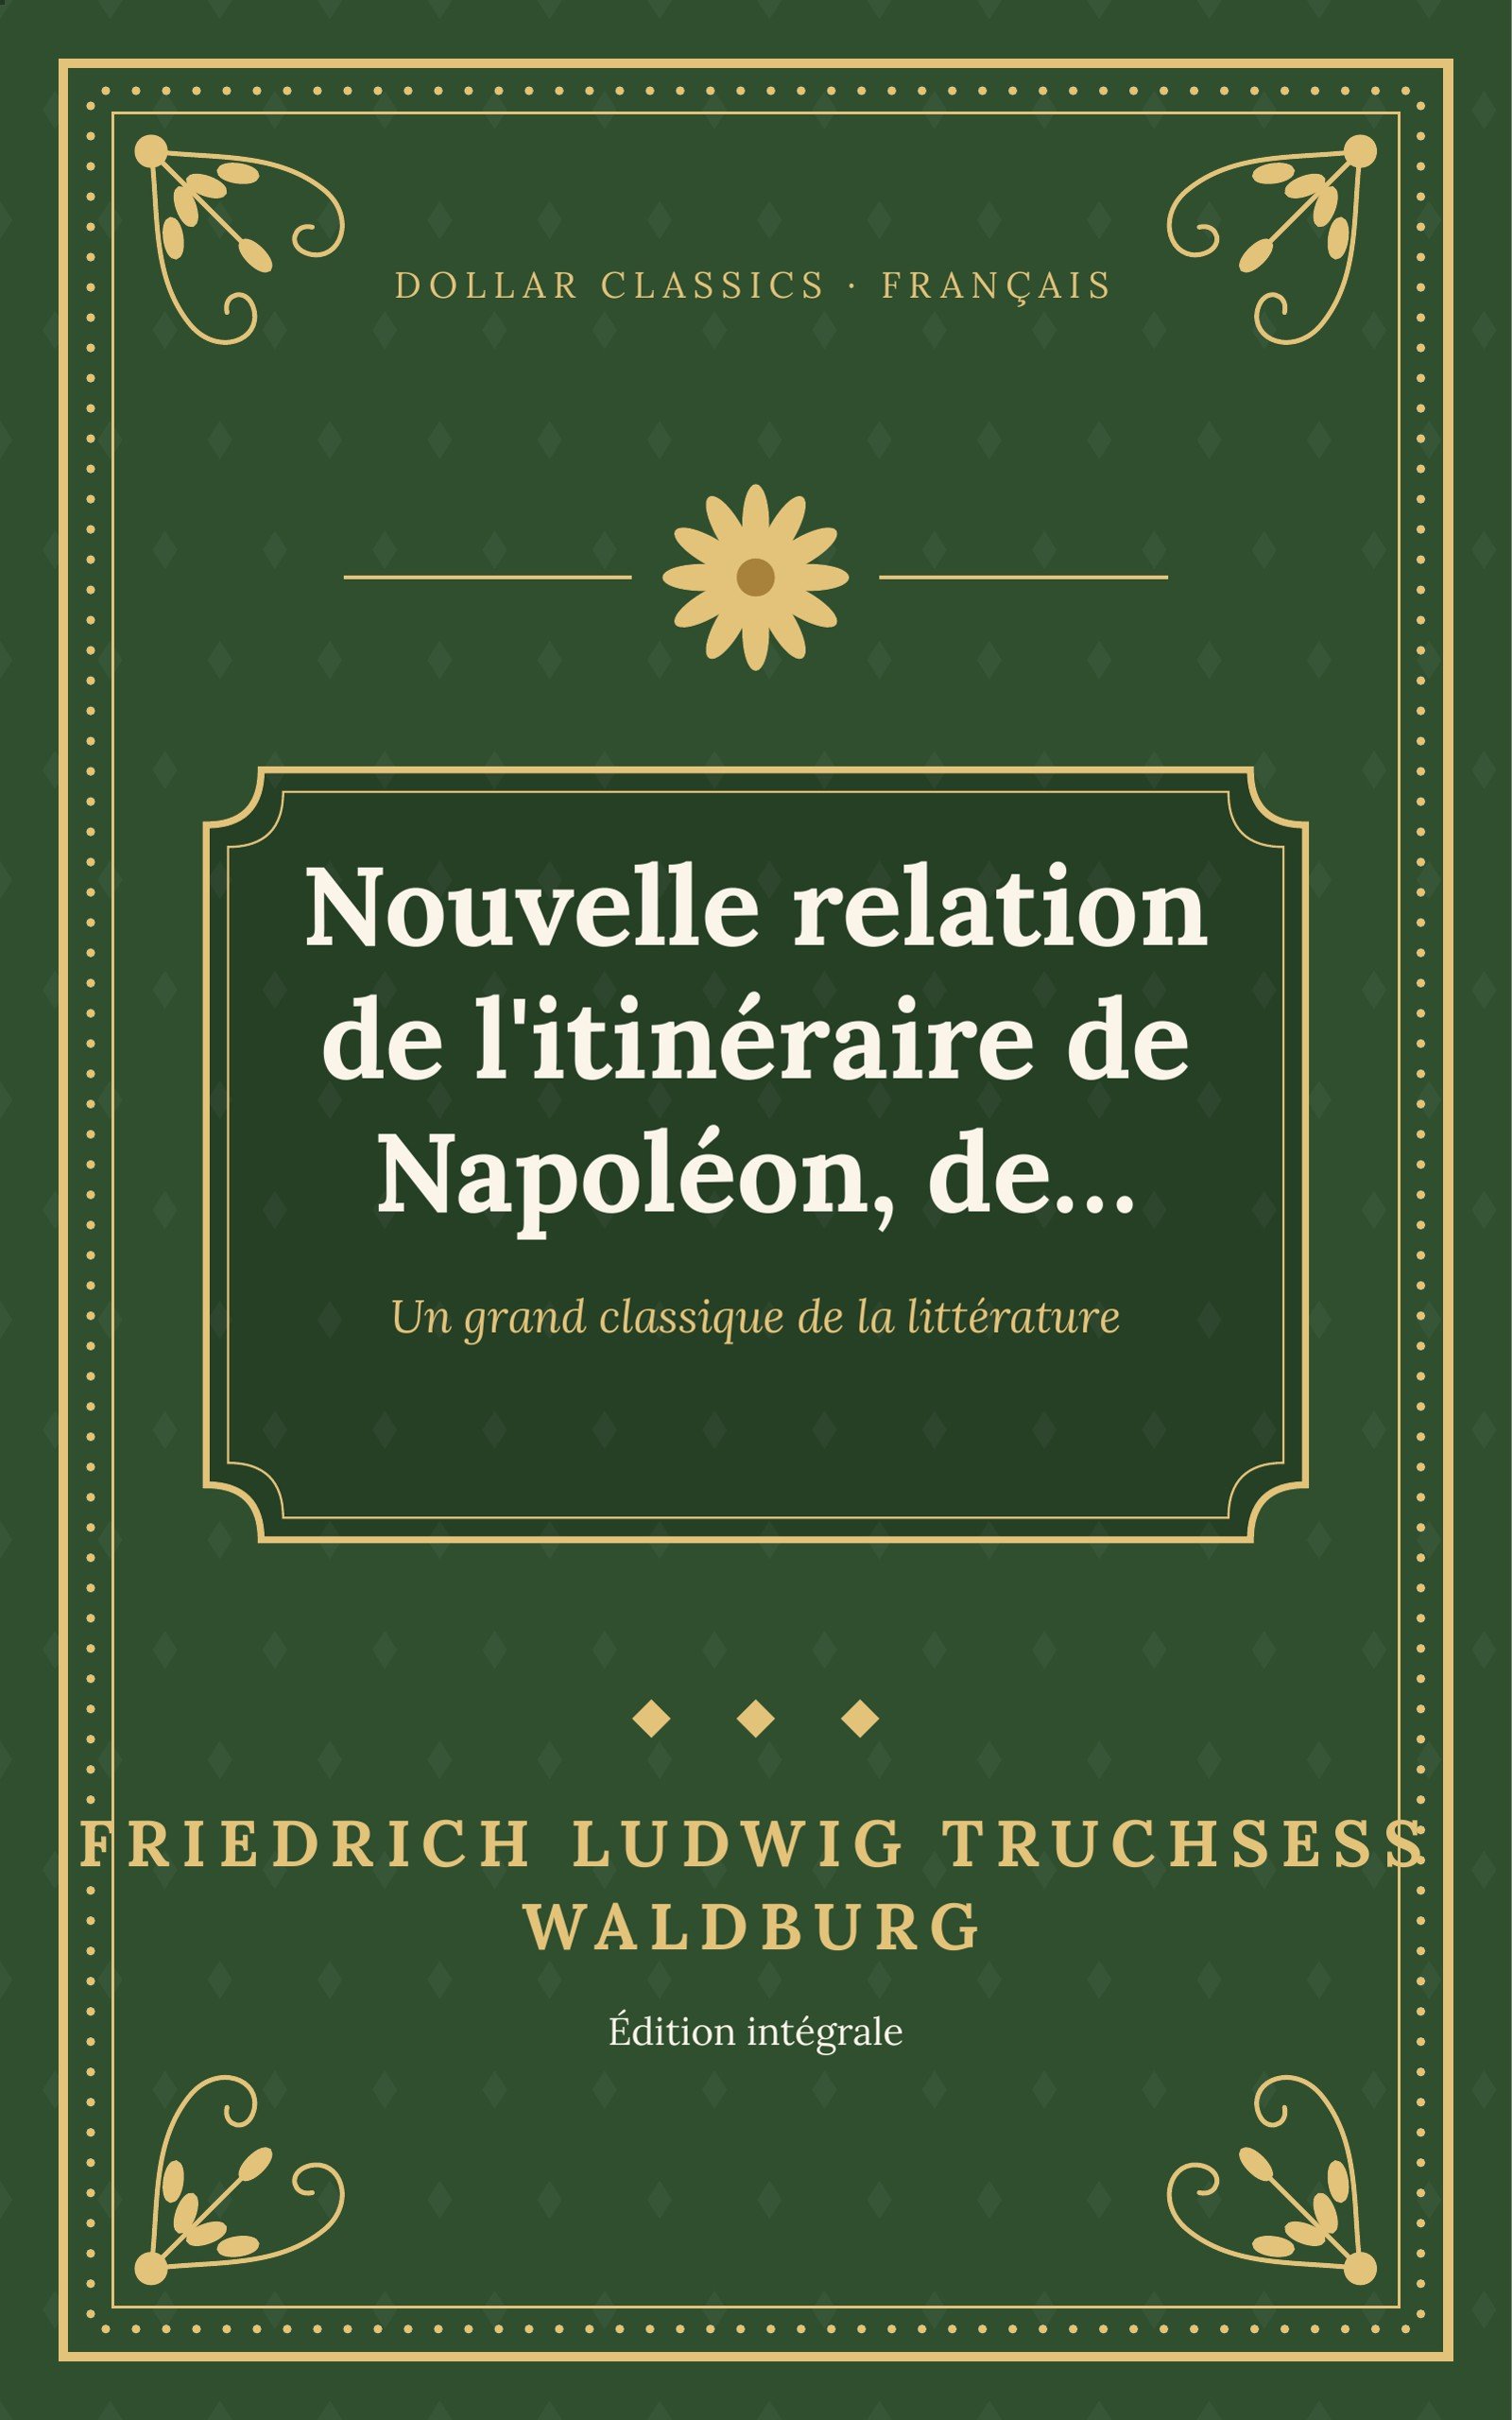 DOLLAR CLASSICS · FRANÇAIS
Nouvelle relation
de l'itinéraire de
Napoléon, de...
Un grand classique de la littérature
FRIEDRICH LUDWIG TRUCHSESS
WALDBURG
Édition intégrale